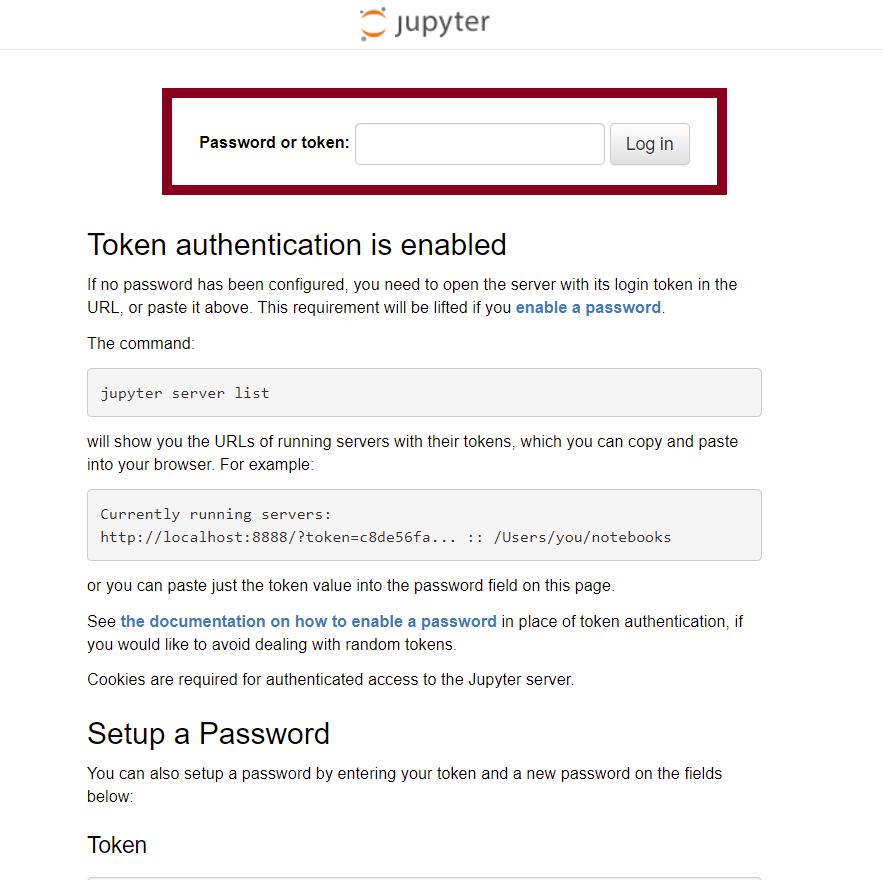 jupyter
Password or token:
Log in
Token authentication is enabled
If no password has been configured, you need to open the server with its login token in the
URL, or paste it above. This requirement will be lifted if you enable a password.
The command:
jupyter server list
will show you the URLs of running servers with their tokens, which you can copy and paste
into your browser. For example:
Currently running servers:
http://localhost:8888/?token=c8de56fa... :: /Users/you/notebooks
or you can paste just the token value into the password field on this page.
See the documentation on how to enable a password in place of token authentication, if
you would like to avoid dealing with random tokens.
Cookies are required for authenticated access to the Jupyter server.
Setup a Password
You can also setup a password by entering your token and a new password on the fields
below:
Token